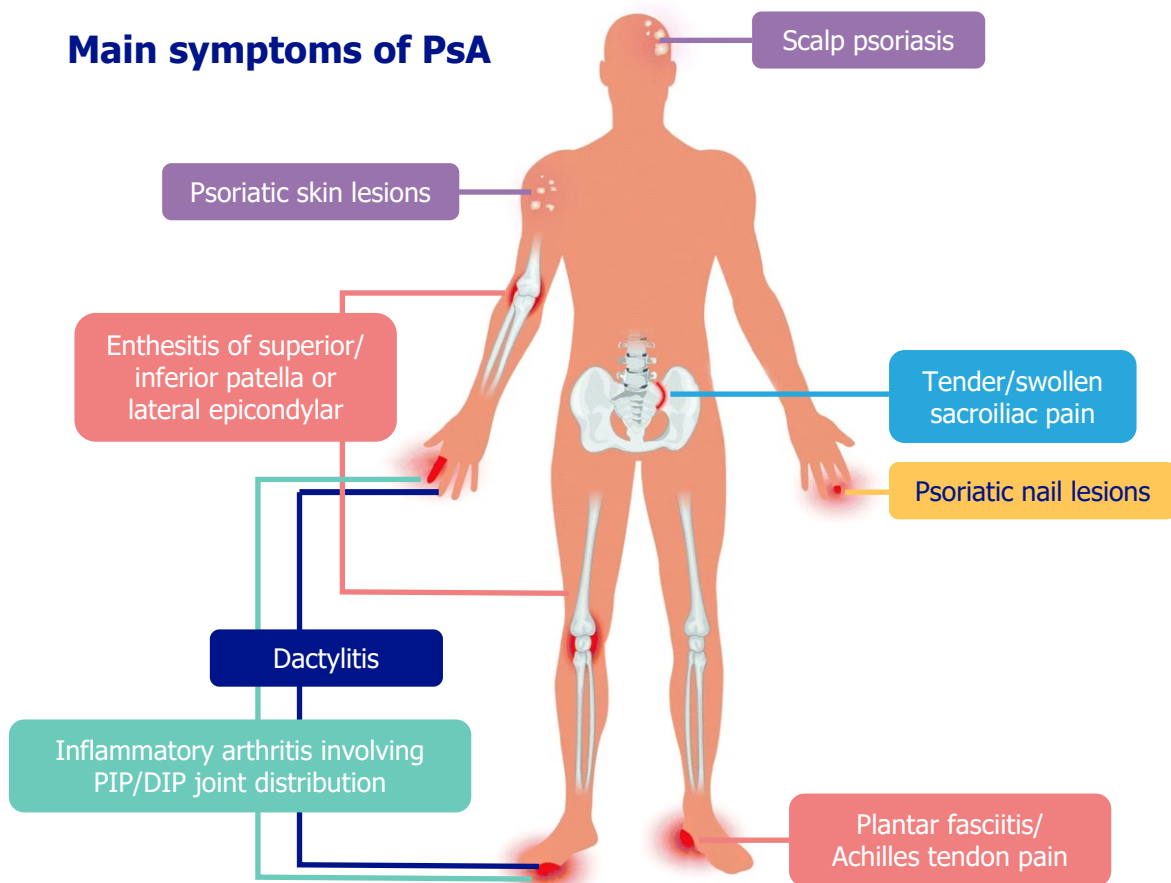 Main symptoms of PsA
Scalp psoriasis
Psoriatic skin lesions
Enthesitis of superior/
inferior patella or
lateral epicondylar
Tender/swollen
sacroiliac pain
Psoriatic nail lesions
Dactylitis
Inflammatory arthritis involving
PIP/DIP joint distribution
Plantar fasciitis/
Achilles tendon pain